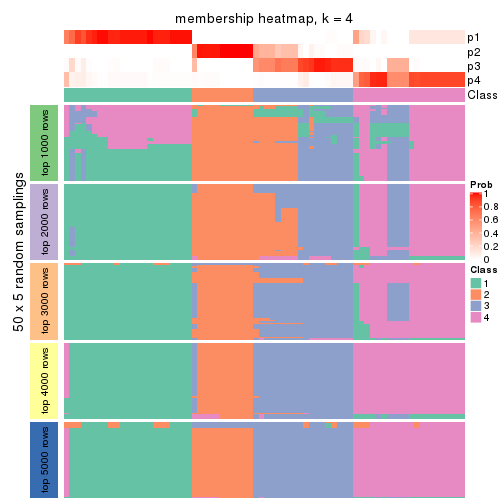 membership heatmap, k = 4
p1
p2
p3
p4
Class
50 x 5 random samplings
top 1000 rows
top 2000 rows
top 3000 rows
top 4000 rows
top 5000 rows
Prob
1
0.8
0.6
0.4
0.2
0
Class
1
2
3
4